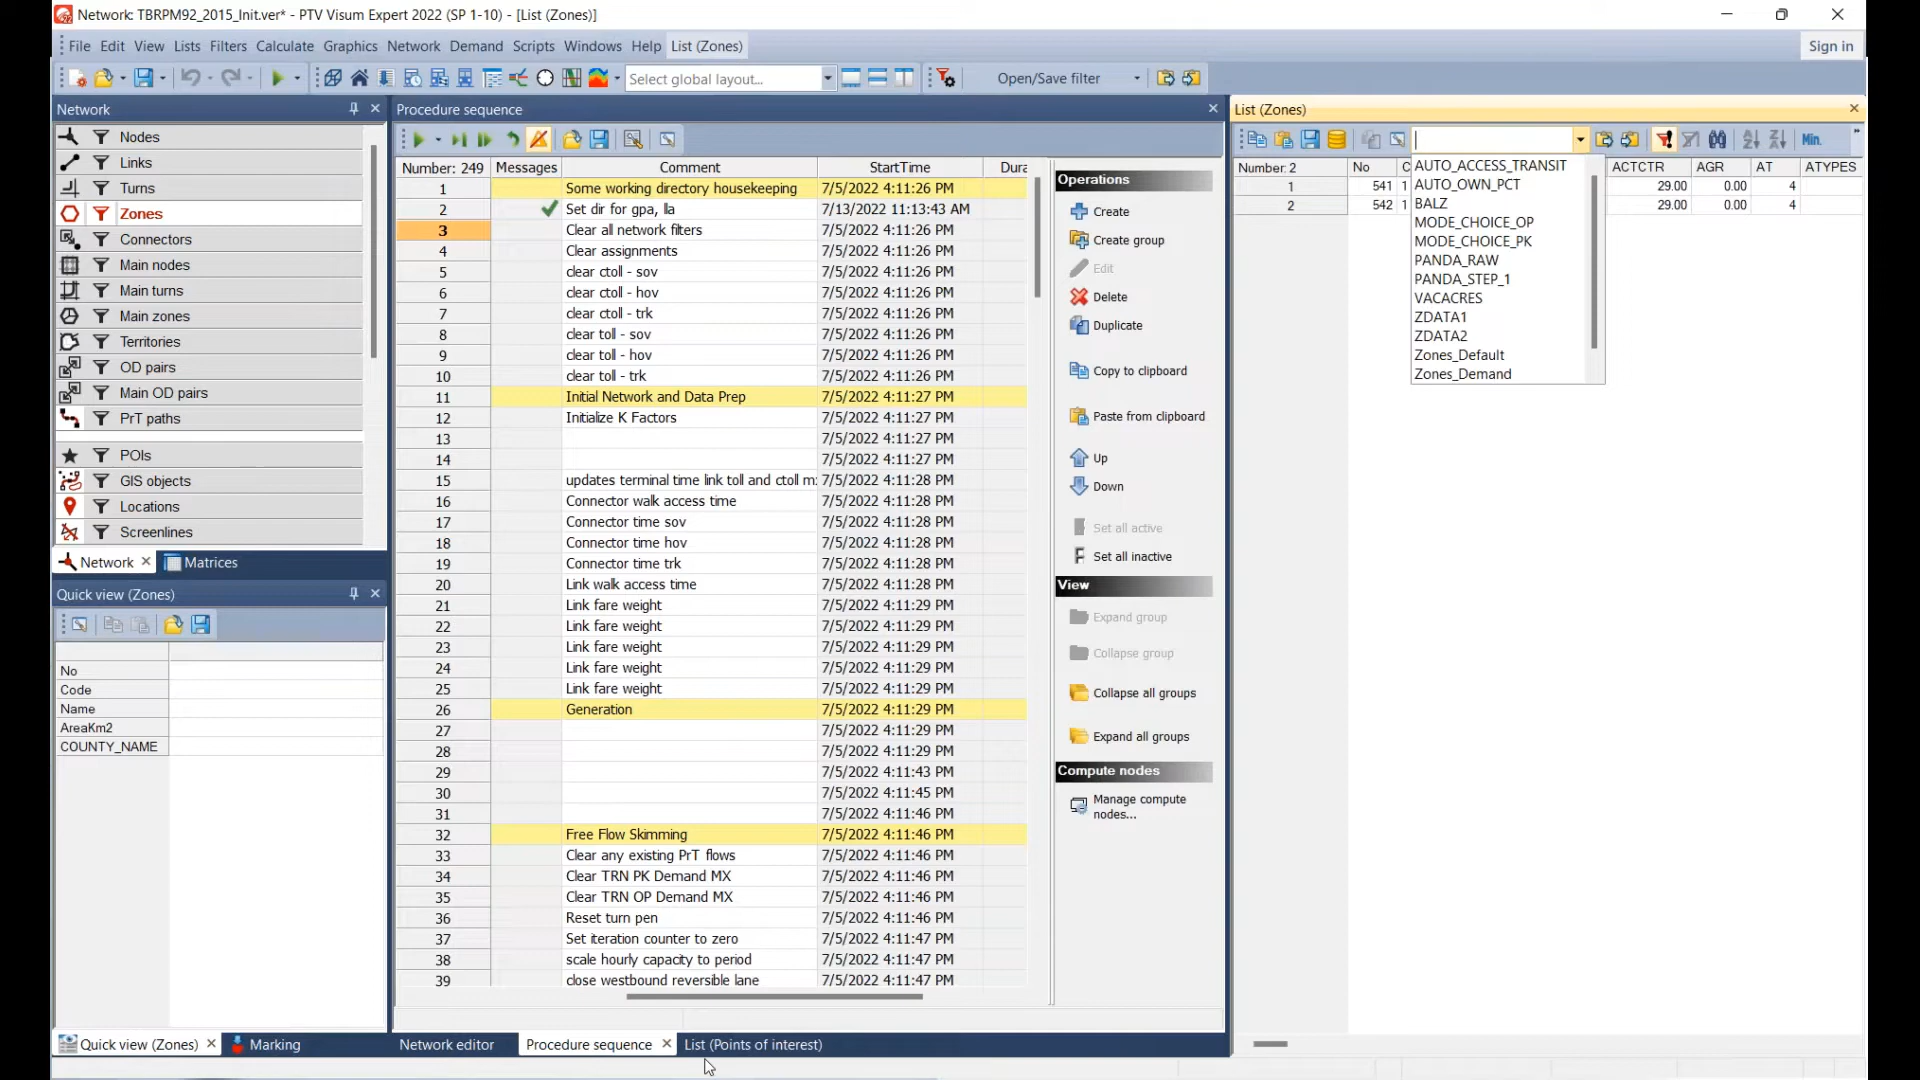 Network: TBRPM92_2015_Init.ver* - PTV Visum Expert 2022 (SP 1-10) - [List (Zones)]
File Edit View Lists Filters Calculate Graphics Network Demand Scripts Windows Help List (Zones)
Sign in
Select global layout...
Open/Save filter
Network
Nodes
Links
Turns
Zones
Connectors
Main nodes
Main turns
Main zones
Territories
OD pairs
Main OD pairs
PrT paths
POIs
GIS objects
Locations
Screenlines
Network Matrices
Quick view (Zones)
No
Code
Name
AreaKm2
COUNTY_NAME
Quick view (Zones) Marking
Procedure sequence
Number: 249 Messages Comment StartTime Dura
1 Some working directory housekeeping 7/5/2022 4:11:26 PM
2 Set dir for gpa, lla 7/13/2022 11:13:43 AM
3 Clear all network filters 7/5/2022 4:11:26 PM
4 Clear assignments 7/5/2022 4:11:26 PM
5 clear ctoll - sov 7/5/2022 4:11:26 PM
6 clear ctoll - hov 7/5/2022 4:11:26 PM
7 clear ctoll - trk 7/5/2022 4:11:26 PM
8 clear toll - sov 7/5/2022 4:11:26 PM
9 clear toll - hov 7/5/2022 4:11:26 PM
10 clear toll - trk 7/5/2022 4:11:26 PM
11 Initial Network and Data Prep 7/5/2022 4:11:27 PM
12 Initialize K Factors 7/5/2022 4:11:27 PM
13 7/5/2022 4:11:27 PM
14 7/5/2022 4:11:27 PM
15 updates terminal time link toll and ctoll m: 7/5/2022 4:11:28 PM
16 Connector walk access time 7/5/2022 4:11:28 PM
17 Connector time sov 7/5/2022 4:11:28 PM
18 Connector time hov 7/5/2022 4:11:28 PM
19 Connector time trk 7/5/2022 4:11:28 PM
20 Link walk access time 7/5/2022 4:11:28 PM
21 Link fare weight 7/5/2022 4:11:29 PM
22 Link fare weight 7/5/2022 4:11:29 PM
23 Link fare weight 7/5/2022 4:11:29 PM
24 Link fare weight 7/5/2022 4:11:29 PM
25 Link fare weight 7/5/2022 4:11:29 PM
26 Generation 7/5/2022 4:11:29 PM
27 7/5/2022 4:11:29 PM
28 7/5/2022 4:11:29 PM
29 7/5/2022 4:11:43 PM
30 7/5/2022 4:11:45 PM
31 7/5/2022 4:11:46 PM
32 Free Flow Skimming 7/5/2022 4:11:46 PM
33 Clear any existing PrT flows 7/5/2022 4:11:46 PM
34 Clear TRN PK Demand MX 7/5/2022 4:11:46 PM
35 Clear TRN OP Demand MX 7/5/2022 4:11:46 PM
36 Reset turn pen 7/5/2022 4:11:46 PM
37 Set iteration counter to zero 7/5/2022 4:11:47 PM
38 scale hourly capacity to period 7/5/2022 4:11:47 PM
39 close westbound reversible lane 7/5/2022 4:11:47 PM
Operations
Create
Create group
Edit
Delete
Duplicate
Copy to clipboard
Paste from clipboard
Up
Down
Set all active
Set all inactive
View
Expand group
Collapse group
Collapse all groups
Expand all groups
Compute nodes
Manage compute
nodes...
Network editor Procedure sequence List (Points of interest)
List (Zones)
Min.
Number: 2 No C ACTCTR AGR AT ATYPES
1 541 1 29.00 0.00 4
2 542 1 29.00 0.00 4
AUTO_ACCESS_TRANSIT
AUTO_OWN_PCT
BALZ
MODE_CHOICE_OP
MODE_CHOICE_PK
PANDA_RAW
PANDA_STEP_1
VACACRES
ZDATA1
ZDATA2
Zones_Default
Zones_Demand